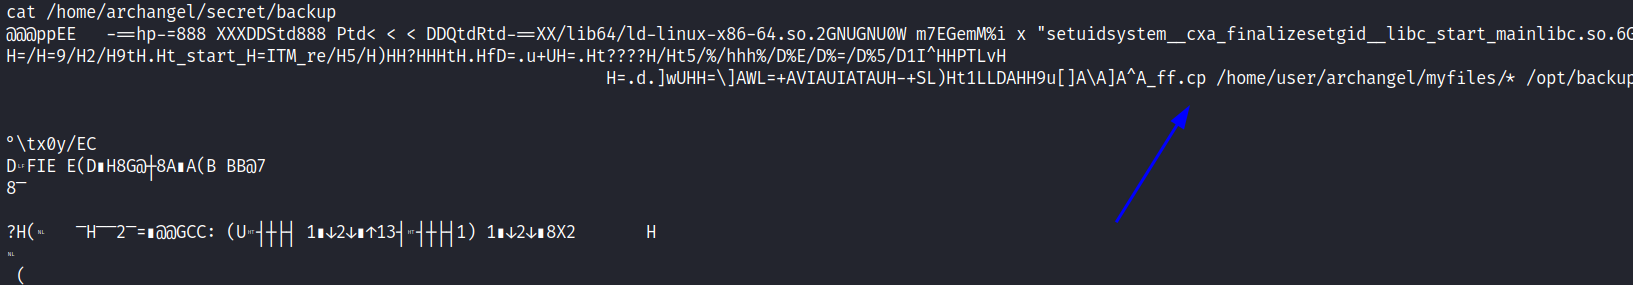 cat /home/archangel/secret/backup
@@@ppEE   -==hp-=888 XXXDDStd888 Ptd< < < DDQtdRtd-==XX/lib64/ld-linux-x86-64.so.2GNUGNU0W m7EGemM%i x "setuidsystem__cxa_finalizesetgid__libc_start_mainlibc.so.6G
H=/H=9/H2/H9tH.Ht_start_H=ITM_re/H5/H)HH?HHHtH.HfD=.u+UH=.Ht????H/Ht5/%/hhh%/D%E/D%=/D%5/D1I^HHPTLvH
H=.d.]wUHH=\]AWL=+AVIAUIATAUH-+SL)Ht1LLDAHH9u[]A\A]A^A_ff.cp /home/user/archangel/myfiles/* /opt/backup
°\tx0y/EC
D␊FIE E(D▮H8G@┼8A▮A(B BB@7
8¯
?H(␤   ¯H¯¯2¯=▮@@GCC: (U␉┤┼├┤ 1▮↓2↓▮↑13┤␉┤┼├┤1) 1▮↓2↓▮8X2       H
␤
(